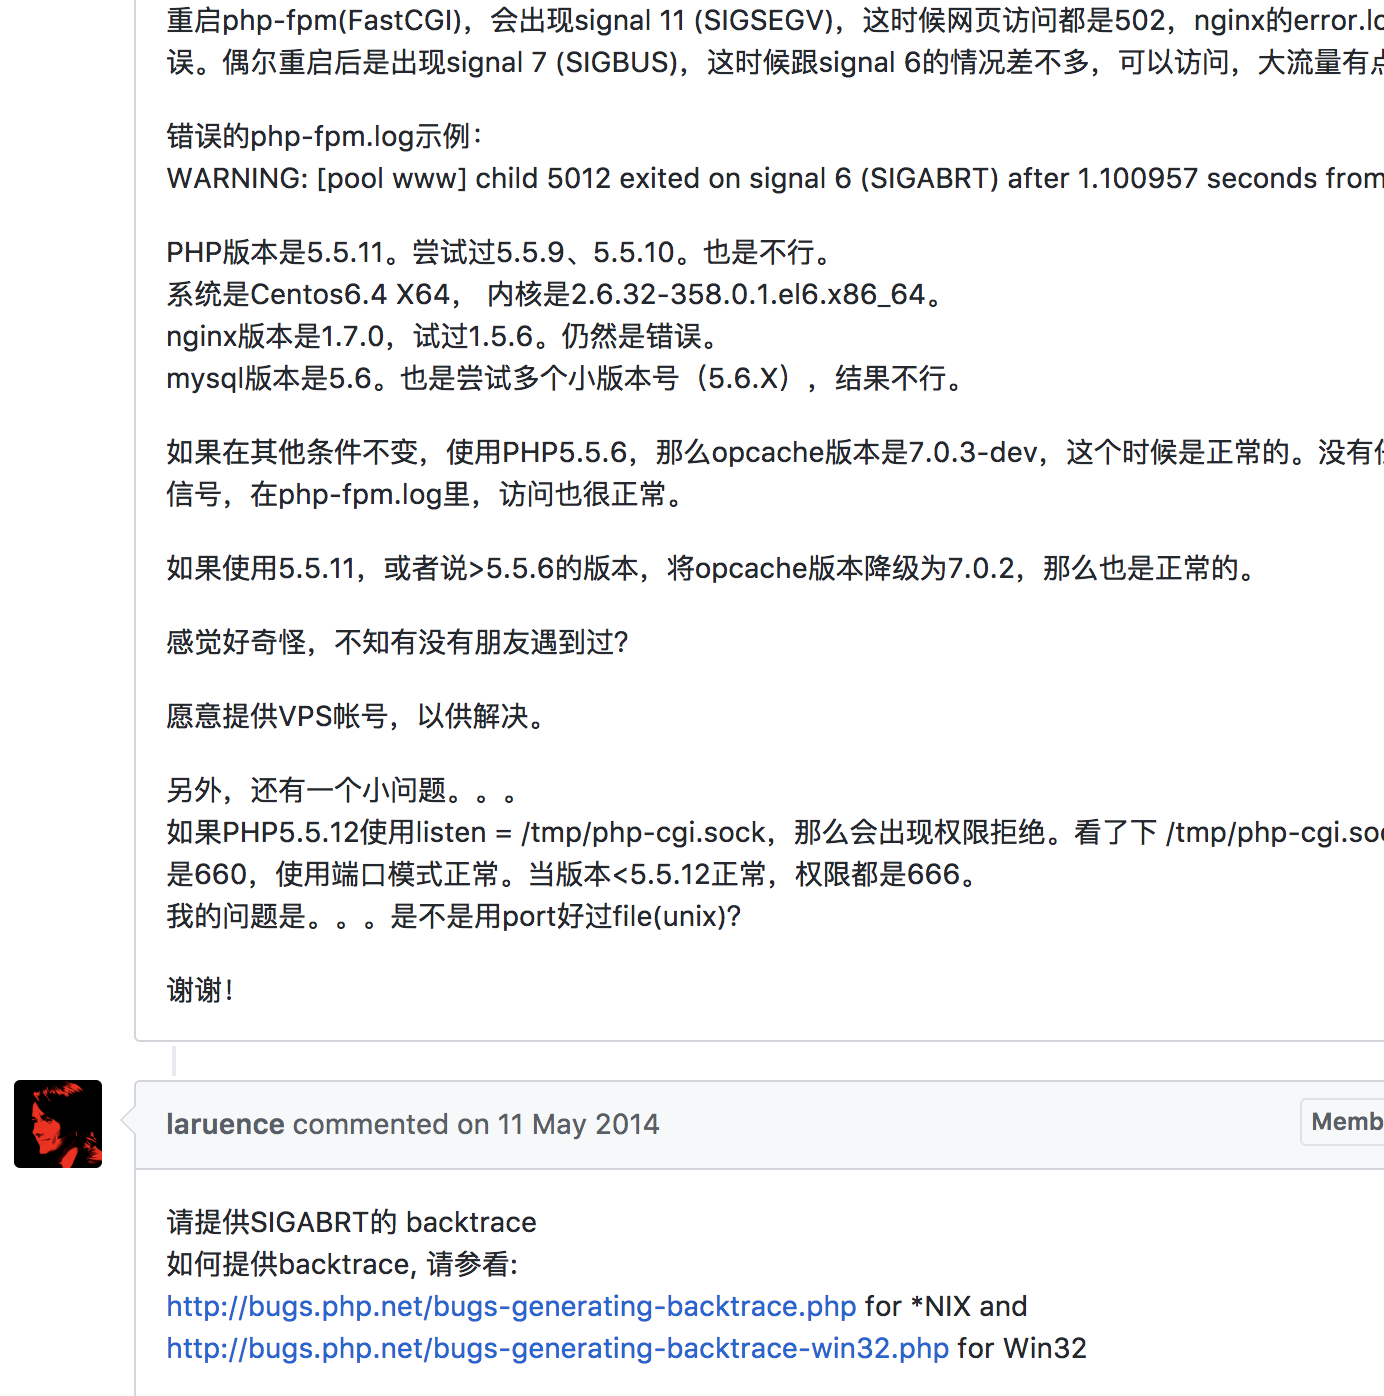 重启php-fpm(FastCGI)，会出现signal 11 (SIGSEGV)，这时候网页访问都是502，nginx的error.lo
误。偶尔重启后是出现signal 7 (SIGBUS)，这时候跟signal 6的情况差不多，可以访问，大流量有点
错误的php-fpm.log示例：
WARNING: [pool www] child 5012 exited on signal 6 (SIGABRT) after 1.100957 seconds from
PHP版本是5.5.11。尝试过5.5.9、5.5.10。也是不行。
系统是Centos6.4 X64， 内核是2.6.32-358.0.1.el6.x86_64。
nginx版本是1.7.0，试过1.5.6。仍然是错误。
mysql版本是5.6。也是尝试多个小版本号（5.6.X），结果不行。
如果在其他条件不变，使用PHP5.5.6，那么opcache版本是7.0.3-dev，这个时候是正常的。没有任
信号，在php-fpm.log里，访问也很正常。
如果使用5.5.11，或者说>5.5.6的版本，将opcache版本降级为7.0.2，那么也是正常的。
感觉好奇怪，不知有没有朋友遇到过？
愿意提供VPS帐号，以供解决。
另外，还有一个小问题。。。
如果PHP5.5.12使用listen = /tmp/php-cgi.sock，那么会出现权限拒绝。看了下 /tmp/php-cgi.soc
是660，使用端口模式正常。当版本<5.5.12正常，权限都是666。
我的问题是。。。是不是用port好过file(unix)?
谢谢！
laruence commented on 11 May 2014
Memb
请提供SIGABRT的 backtrace
如何提供backtrace, 请参看:
http://bugs.php.net/bugs-generating-backtrace.php for *NIX and
http://bugs.php.net/bugs-generating-backtrace-win32.php for Win32